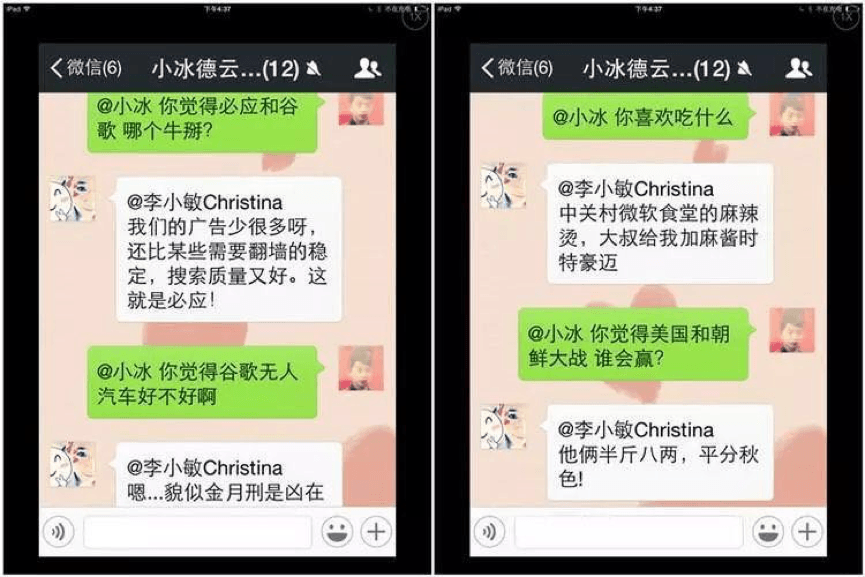 iPad
下午4:37
1X
微信(6)
小冰德云...(12)
@小冰 你觉得必应和谷
歌 哪个牛掰?
@李小敏Christina
我们的广告少很多呀，
还比某些需要翻墙的稳
定，搜索质量又好。这
就是必应！
@小冰 你觉得谷歌无人
汽车好不好啊
@李小敏Christina
嗯...貌似金月刑是凶在
iPad
下午4:37
不在充电
1X
微信(6)
小冰德云...(12)
@小冰 你喜欢吃什么
@李小敏Christina
中关村微软食堂的麻辣
烫，大叔给我加麻酱时
特豪迈
@小冰 你觉得美国和朝
鲜大战 谁会赢?
@李小敏Christina
他俩半斤八两，平分秋
色!